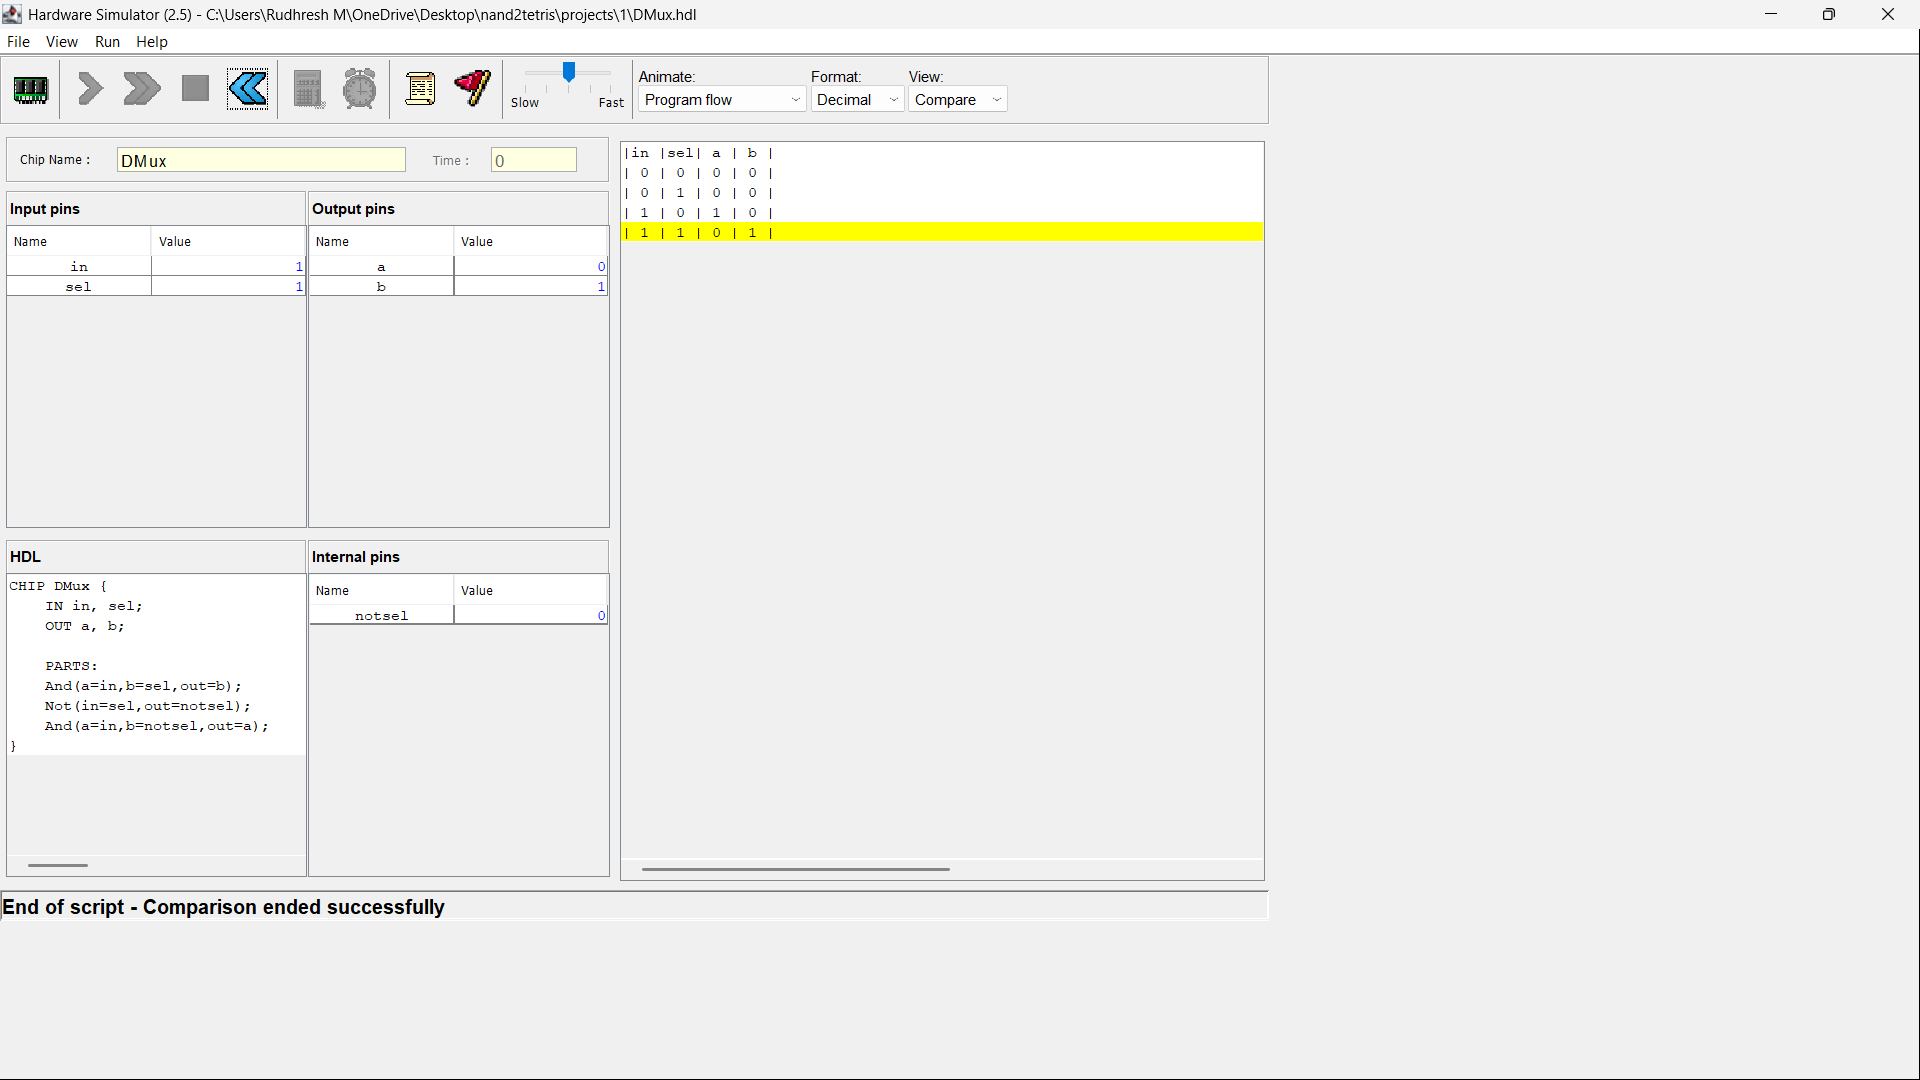 Hardware Simulator (2.5) - C:\Users\Rudhresh M\OneDrive\Desktop\nand2tetris\projects\1\DMux.hdl
File View Run Help
Slow Fast
Animate: Format: View:
Program flow Decimal Compare
Chip Name : DMux Time : 0
Input pins
Name Value
in 1
sel 1
Output pins
Name Value
a 0
b 1
HDL
CHIP DMux {
    IN in, sel;
    OUT a, b;
    PARTS:
    And(a=in,b=sel,out=b);
    Not(in=sel,out=notsel);
    And(a=in,b=notsel,out=a);
}
Internal pins
Name Value
notsel 0
|in |sel| a | b |
| 0 | 0 | 0 | 0 |
| 0 | 1 | 0 | 0 |
| 1 | 0 | 1 | 0 |
| 1 | 1 | 0 | 1 |
End of script - Comparison ended successfully